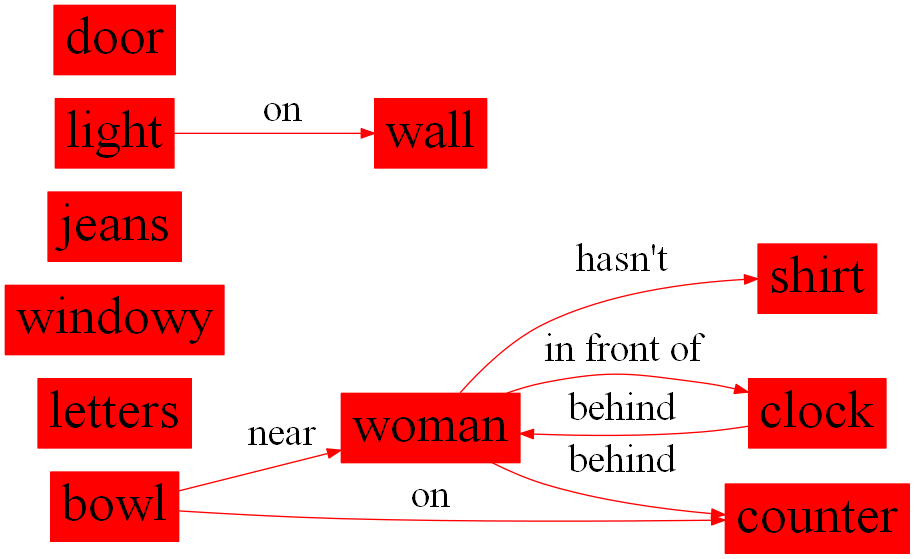 door
light
on
wall
jeans
hasn't
shirt
windowy
in front of
letters
near
woman
behind
clock
behind
bowl
on
counter